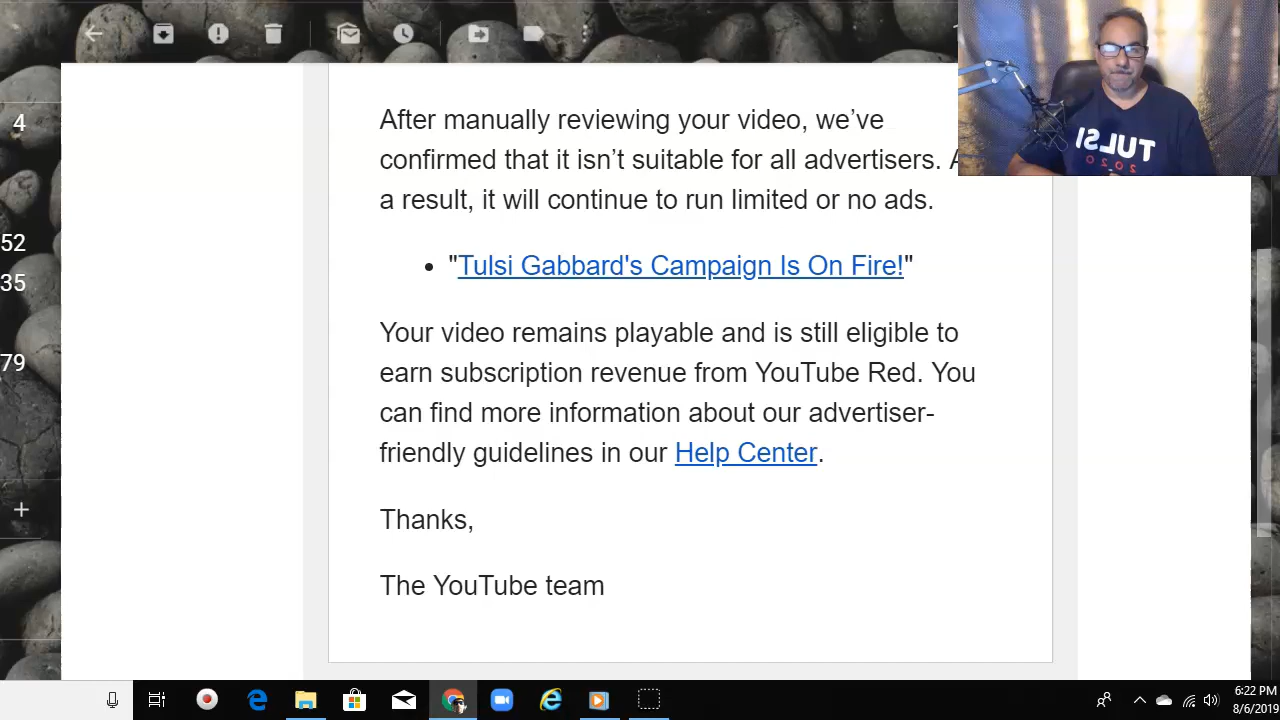 After manually reviewing your video, we’ve
confirmed that it isn’t suitable for all advertisers.
a result, it will continue to run limited or no ads.
• "Tulsi Gabbard's Campaign Is On Fire!"
Your video remains playable and is still eligible to
earn subscription revenue from YouTube Red. You
can find more information about our advertiser-
friendly guidelines in our Help Center.
Thanks,
The YouTube team
4
52
35
79
TULSI
2020
6:22 PM
8/6/2019